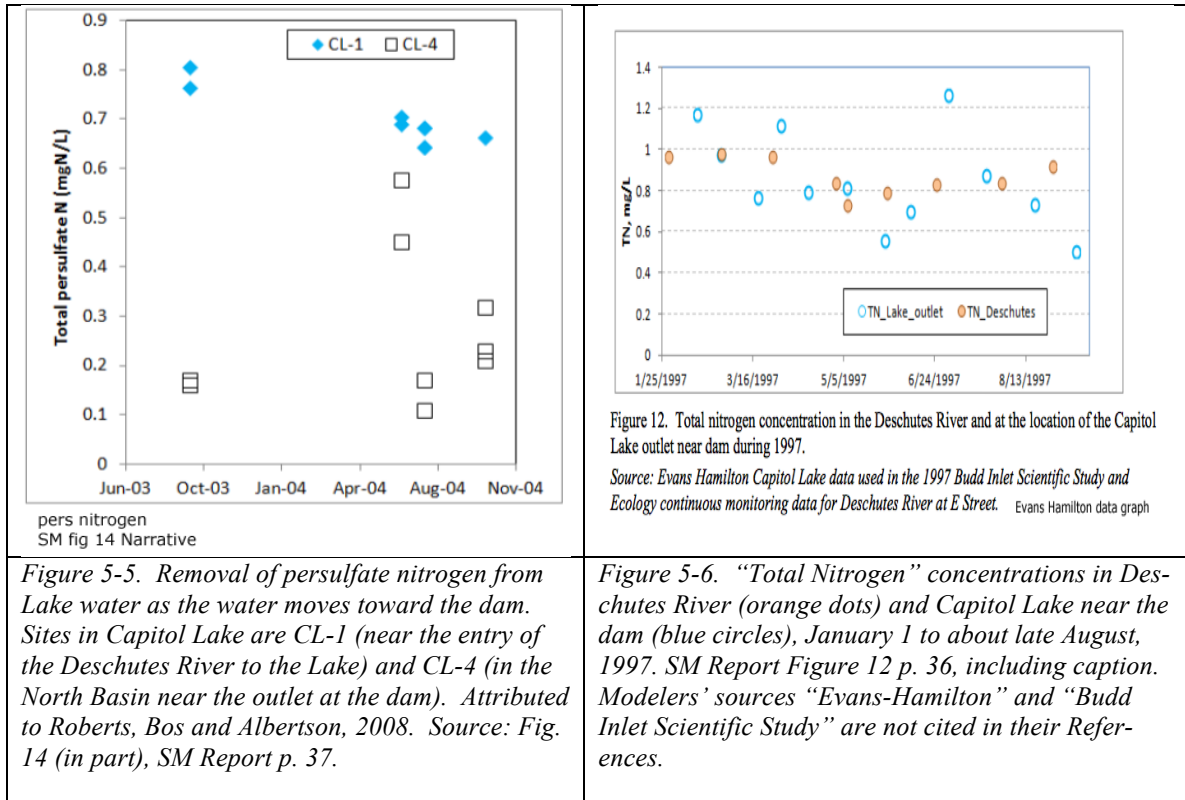 0.9
0.8
0.7
0.6
0.5
0.4
0.3
0.2
0.1
0
Total persulfate N (mgN/L)
CL-1 CL-4
Jun-03 Oct-03 Jan-04 Apr-04 Aug-04 Nov-04
pers nitrogen
SM fig 14 Narrative
1.4
1.2
1
0.8
0.6
0.4
0.2
0
TN, mg/L
TN_Lake_outlet TN_Deschutes
1/25/1997 3/16/1997 5/5/1997 6/24/1997 8/13/1997
Figure 12. Total nitrogen concentration in the Deschutes River and at the location of the Capitol
Lake outlet near dam during 1997.
Source: Evans Hamilton Capitol Lake data used in the 1997 Budd Inlet Scientific Study and
Ecology continuous monitoring data for Deschutes River at E Street. Evans Hamilton data graph
Figure 5-5. Removal of persulfate nitrogen from
Lake water as the water moves toward the dam.
Sites in Capitol Lake are CL-1 (near the entry of
the Deschutes River to the Lake) and CL-4 (in the
North Basin near the outlet at the dam). Attributed
to Roberts, Bos and Albertson, 2008. Source: Fig.
14 (in part), SM Report p. 37.
Figure 5-6. “Total Nitrogen” concentrations in Des-
chutes River (orange dots) and Capitol Lake near the
dam (blue circles), January 1 to about late August,
1997. SM Report Figure 12 p. 36, including caption.
Modelers’ sources “Evans-Hamilton” and “Budd
Inlet Scientific Study” are not cited in their Refer-
ences.